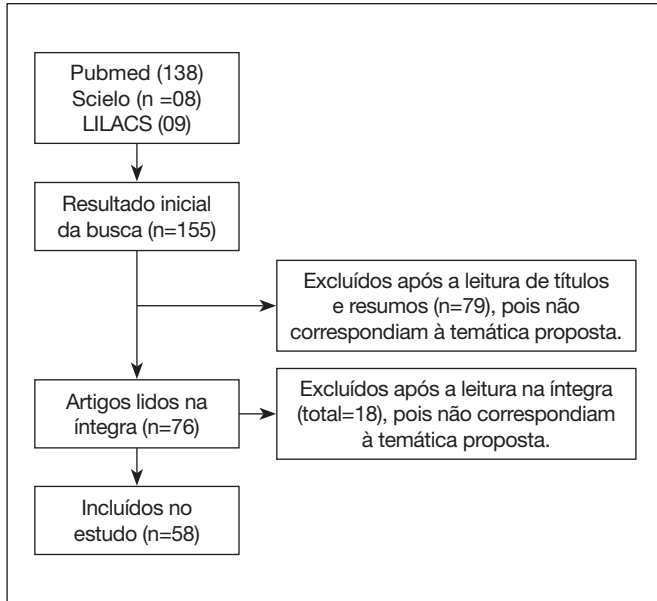 Pubmed (138)
Scielo (n =08)
LILACS (09)
Resultado inicial
da busca (n=155)
Excluídos após a leitura de títulos
e resumos (n=79), pois não
correspondiam à temática proposta.
Artigos lidos na
íntegra (n=76)
Excluídos após a leitura na íntegra
(total=18), pois não correspondiam
à temática proposta.
Incluídos no
estudo (n=58)